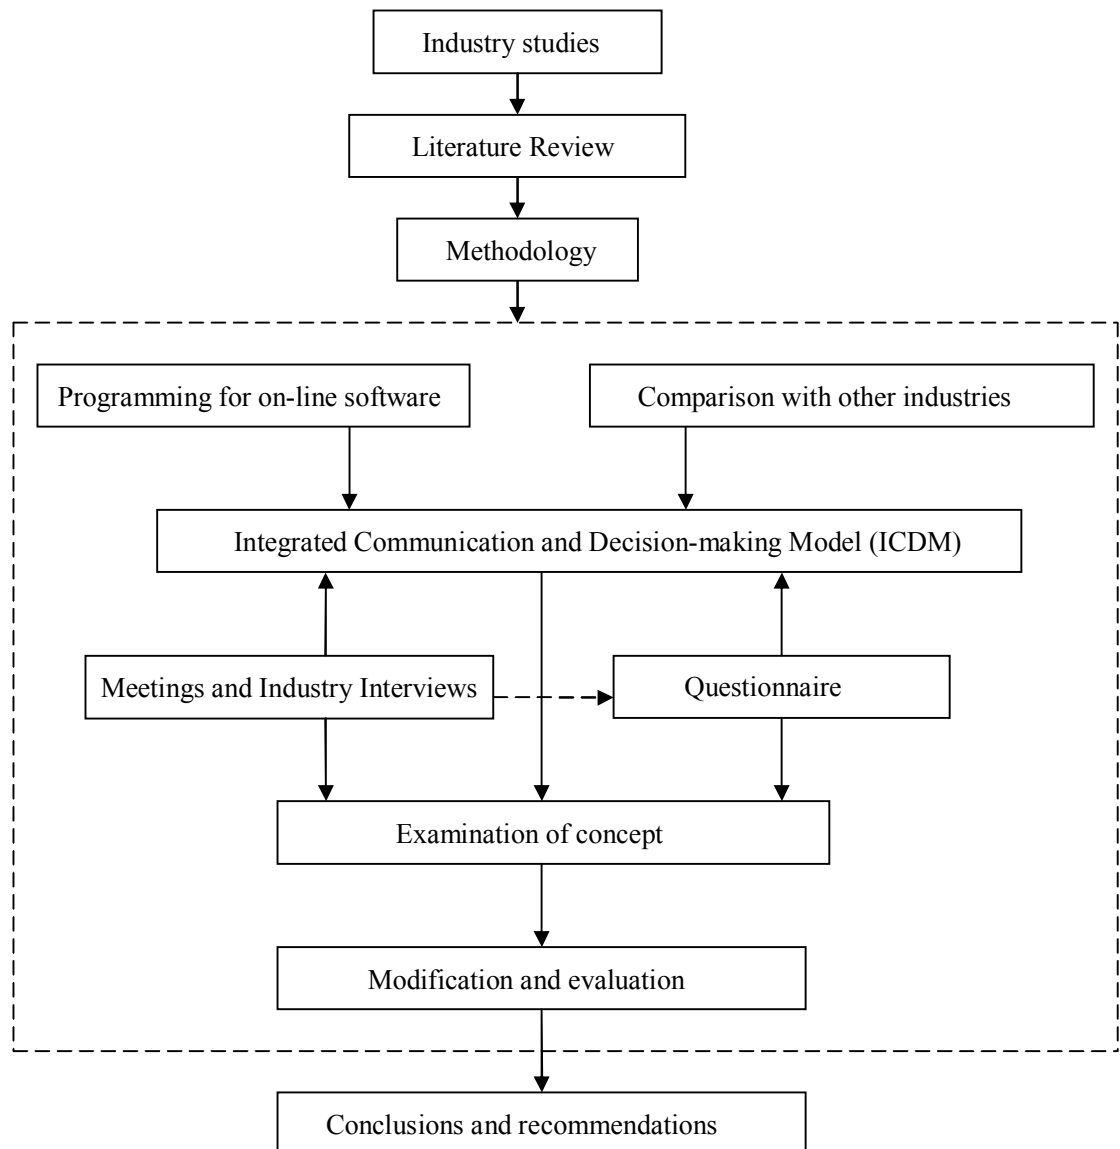 Industry studies
Literature Review
Methodology
Programming for on-line software
Comparison with other industries
Integrated Communication and Decision-making Model (ICDM)
Meetings and Industry Interviews
Questionnaire
Examination of concept
Modification and evaluation
Conclusions and recommendations